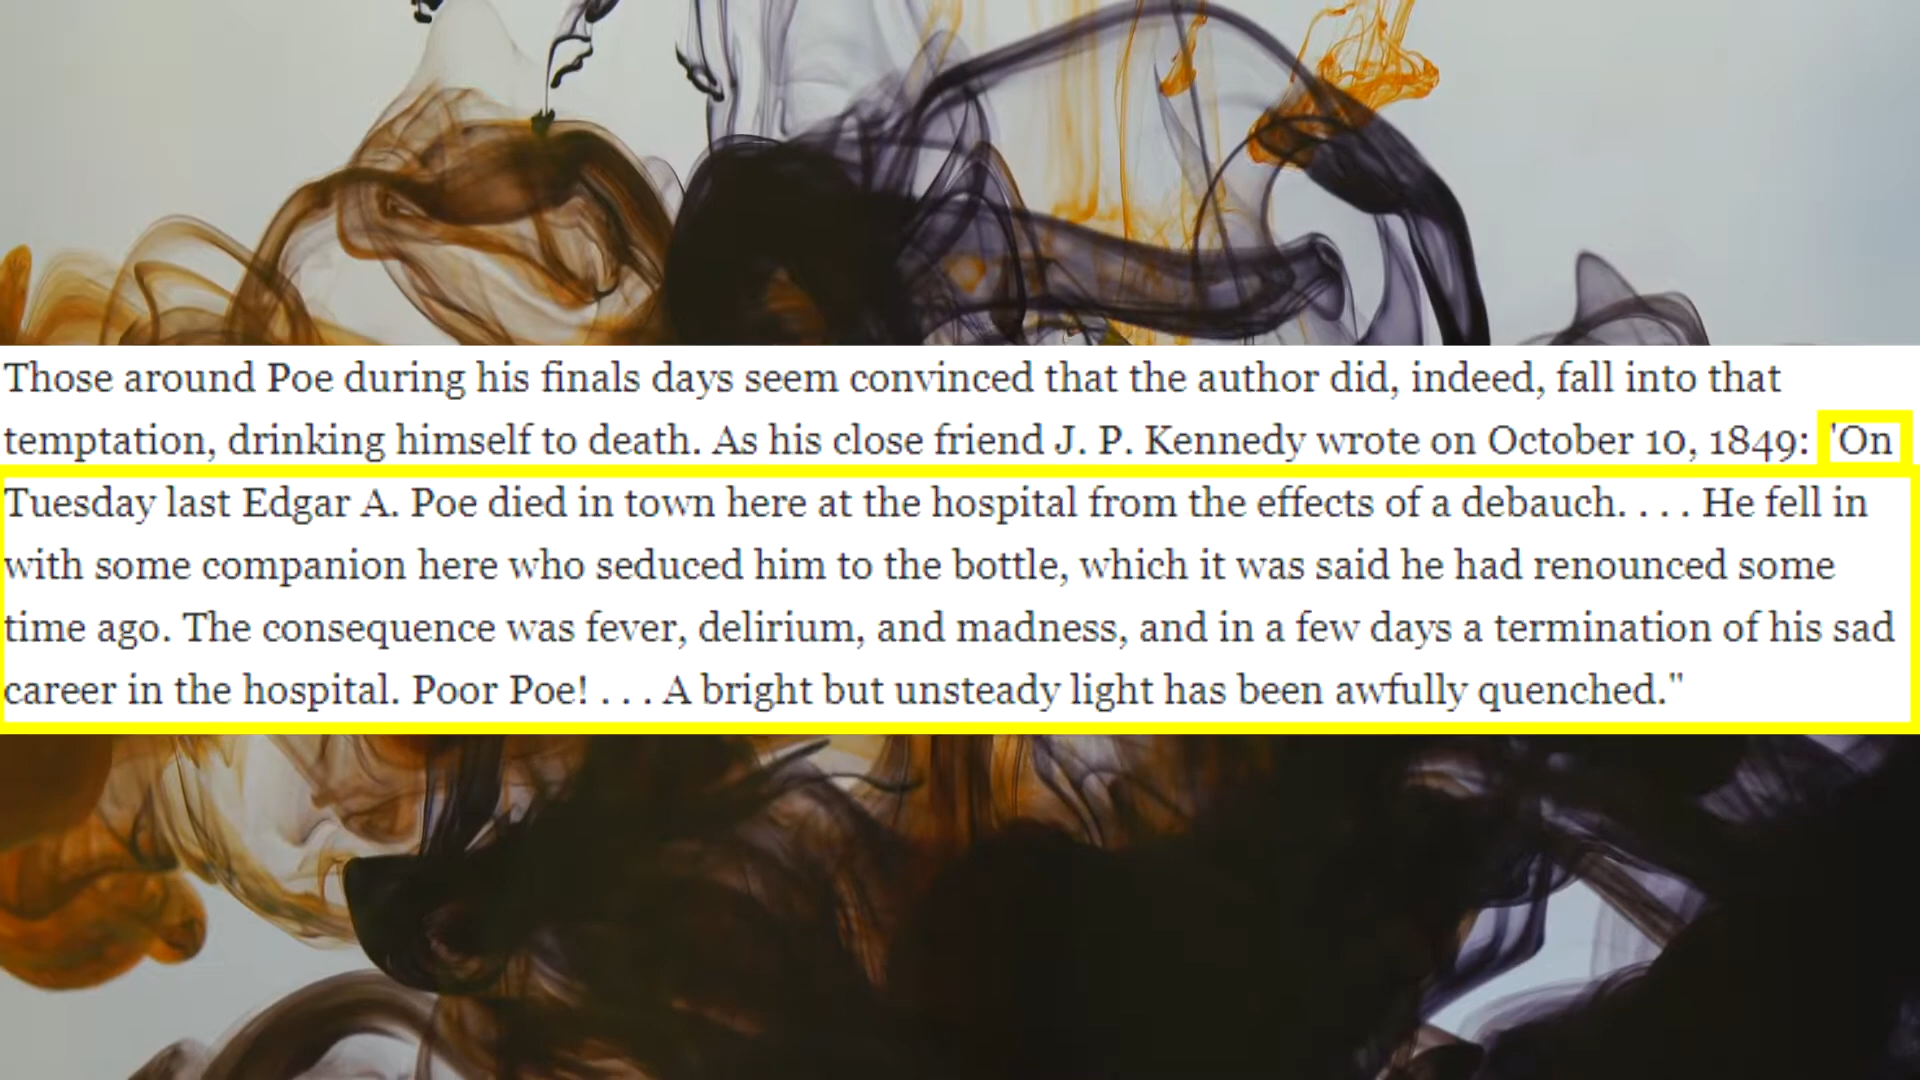 Those around Poe during his finals days seem convinced that the author did, indeed, fall into that
temptation, drinking himself to death. As his close friend J. P. Kennedy wrote on October 10, 1849: 'On
Tuesday last Edgar A. Poe died in town here at the hospital from the effects of a debauch. . . . He fell in
with some companion here who seduced him to the bottle, which it was said he had renounced some
time ago. The consequence was fever, delirium, and madness, and in a few days a termination of his sad
career in the hospital. Poor Poe! . . . A bright but unsteady light has been awfully quenched."